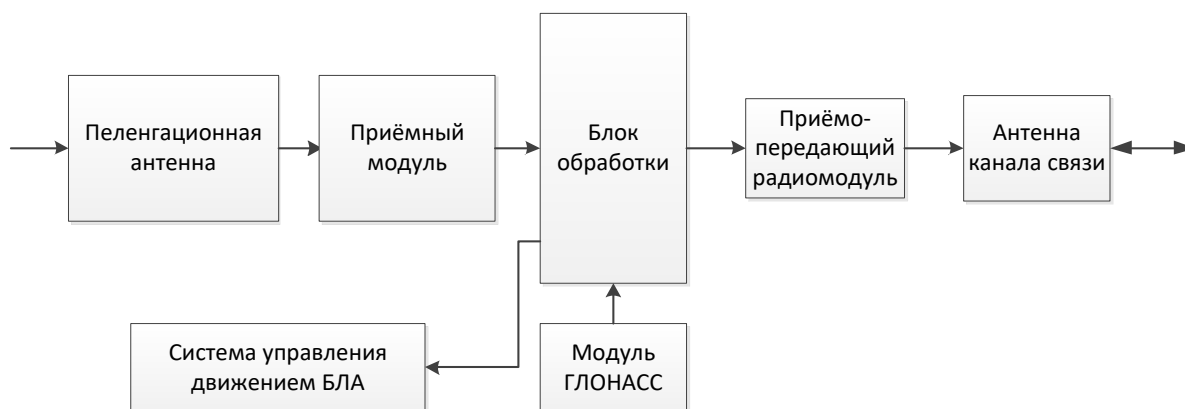 Пеленгационная
антенна
Приёмный
модуль
Блок
обработки
Приёмо-
передающий
радиомодуль
Антенна
канала связи
Система управления
движением БЛА
Модуль
ГЛОНАСС